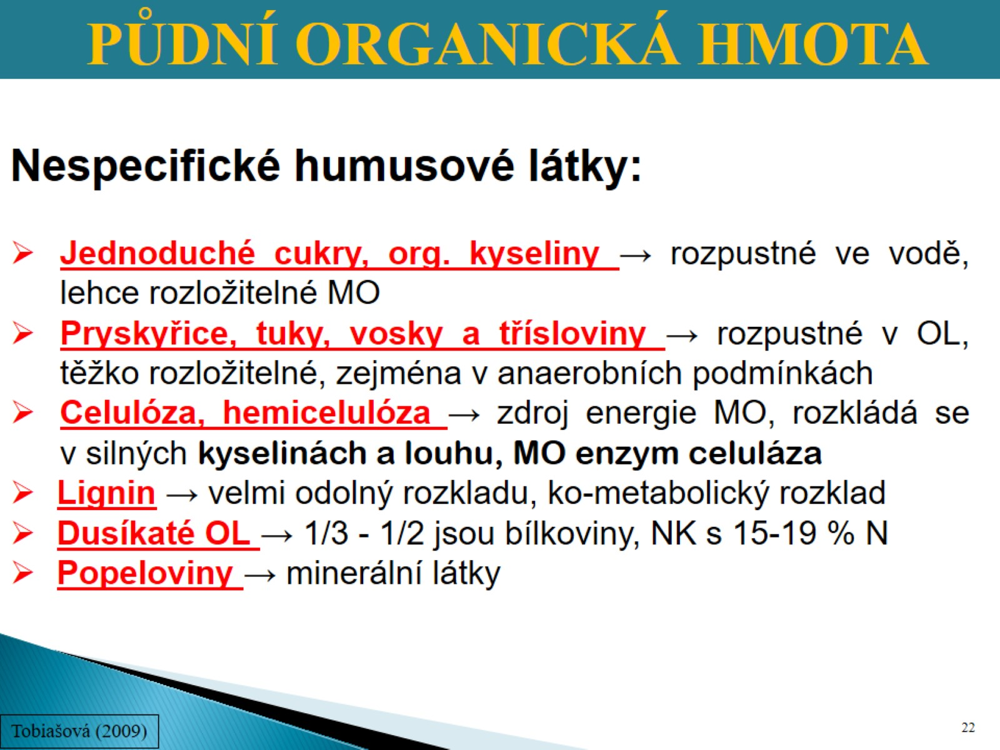 PŮDNÍ ORGANICKÁ HMOTA
Nespecifické humusové látky:
➢ Jednoduché cukry, org. kyseliny → rozpustné ve vodě,
lehce rozložitelné MO
➢ Pryskyřice, tuky, vosky a třísloviny → rozpustné v OL,
těžko rozložitelné, zejména v anaerobních podmínkách
➢ Celulóza, hemicelulóza → zdroj energie MO, rozkládá se
v silných kyselinách a louhu, MO enzym celuláza
➢ Lignin → velmi odolný rozkladu, ko-metabolický rozklad
➢ Dusíkaté OL → 1/3 - 1/2 jsou bílkoviny, NK s 15-19 % N
➢ Popeloviny → minerální látky
Tobiašová (2009)
22